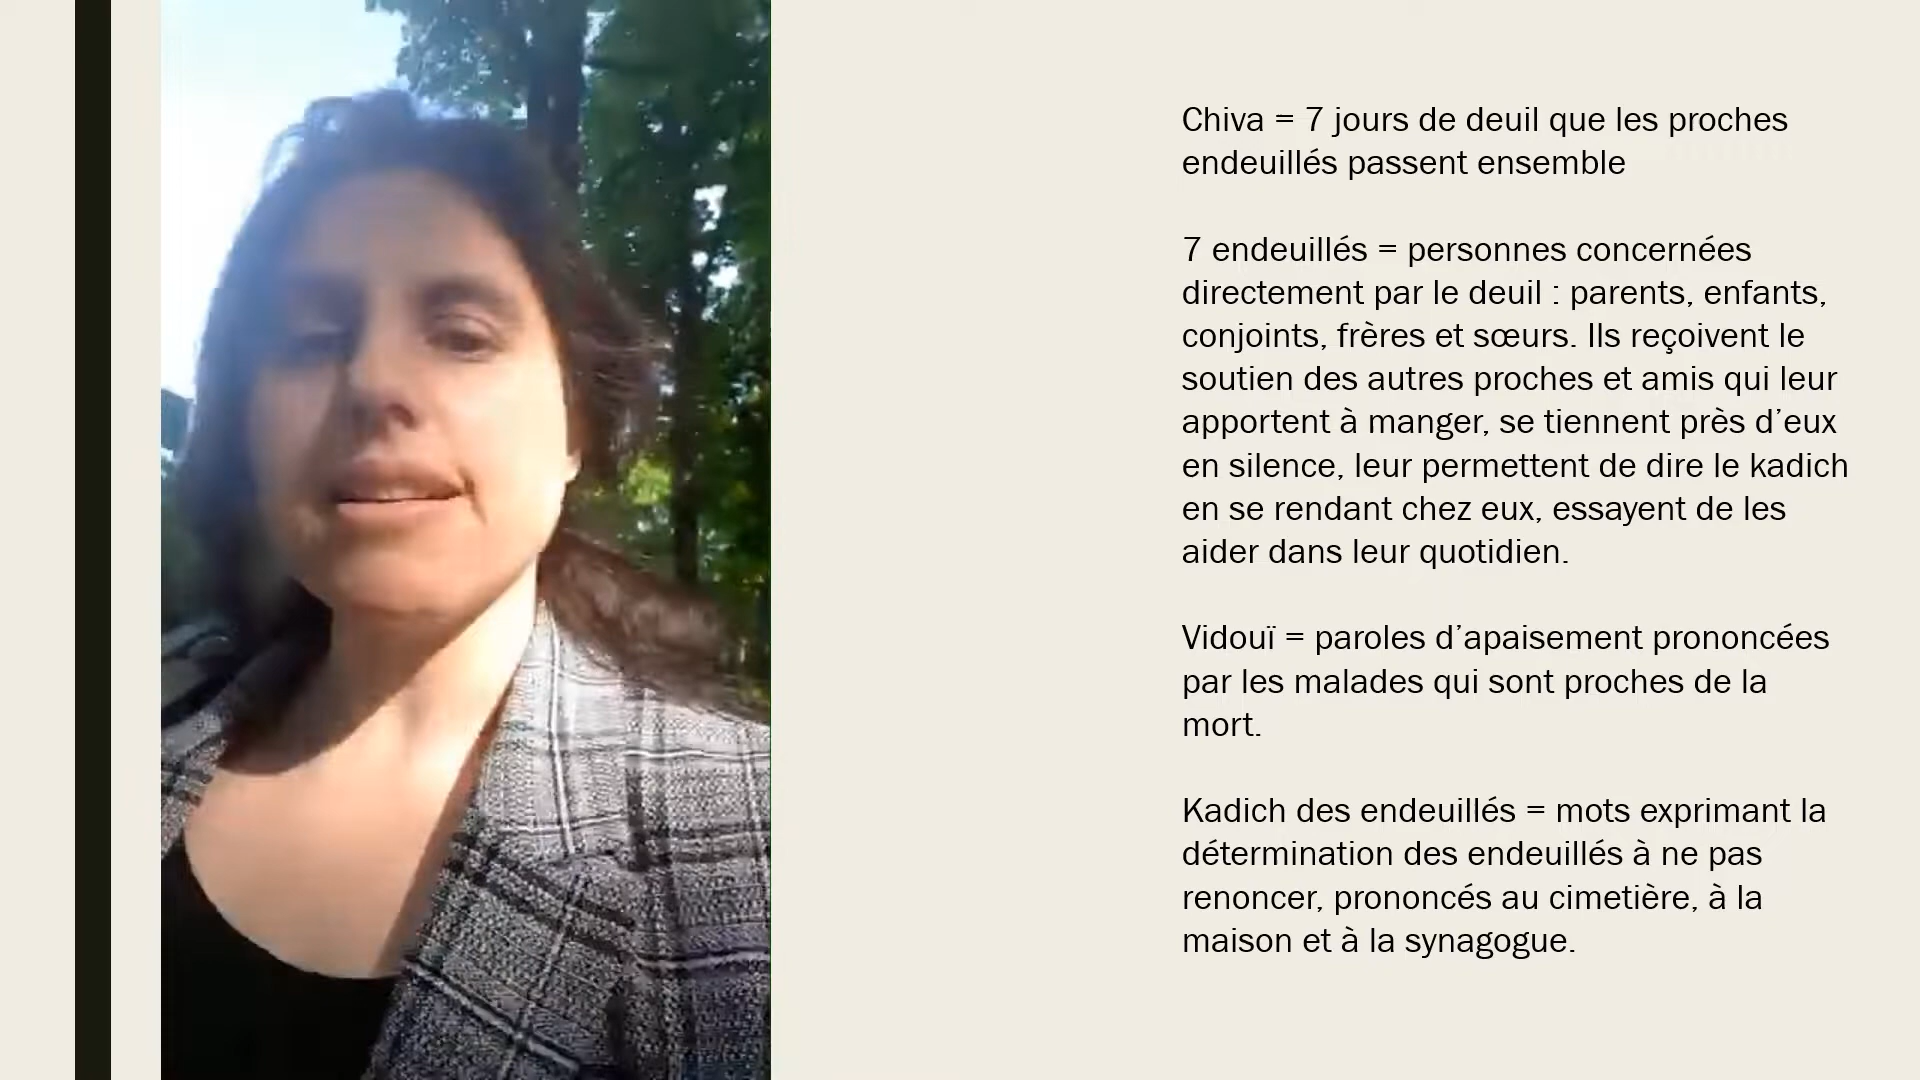 Chiva = 7 jours de deuil que les proches
endeuillés passent ensemble
7 endeuillés = personnes concernées
directement par le deuil : parents, enfants,
conjoints, frères et sœurs. Ils reçoivent le
soutien des autres proches et amis qui leur
apportent à manger, se tiennent près d’eux
en silence, leur permettent de dire le kadich
en se rendant chez eux, essayent de les
aider dans leur quotidien.
Vidouï = paroles d’apaisement prononcées
par les malades qui sont proches de la
mort.
Kadich des endeuillés = mots exprimant la
détermination des endeuillés à ne pas
renoncer, prononcés au cimetière, à la
maison et à la synagogue.